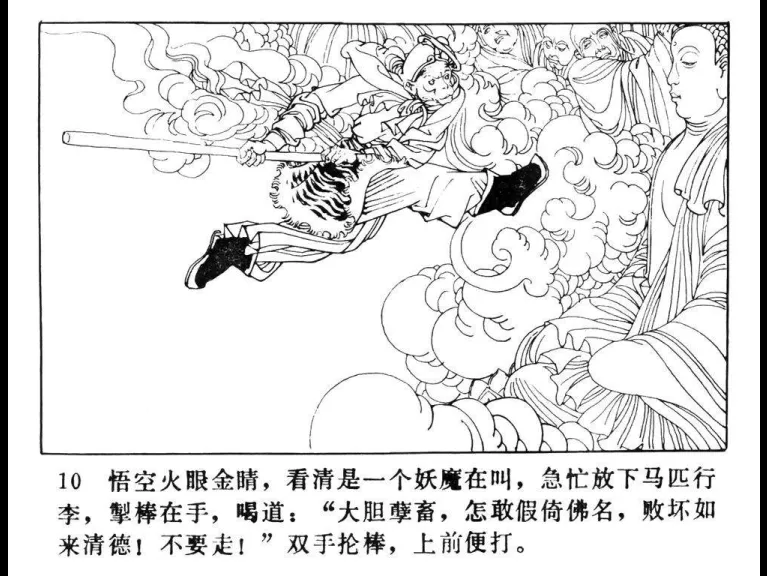 10 悟空火眼金睛，看清是一个妖魔在叫，急忙放下马匹行
李，掣棒在手，喝道：“大胆孽畜，怎敢假倚佛名，败坏如
来清德！不要走！”双手抡棒，上前便打。